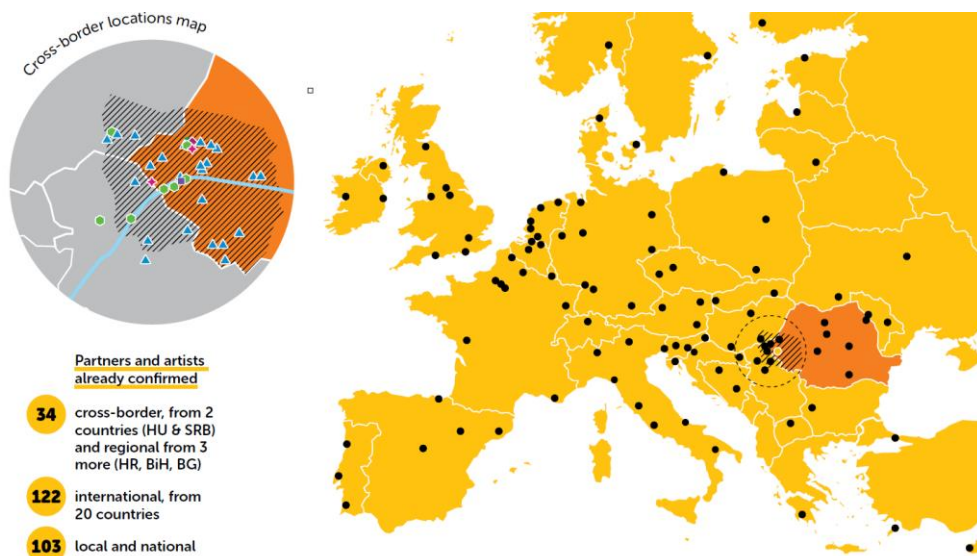 Cross-border locations map
Partners and artists
already confirmed
34
cross-border, from 2
countries (HU & SRB)
and regional from 3
more (HR, BiH, BG)
122
international, from
20 countries
103
local and national